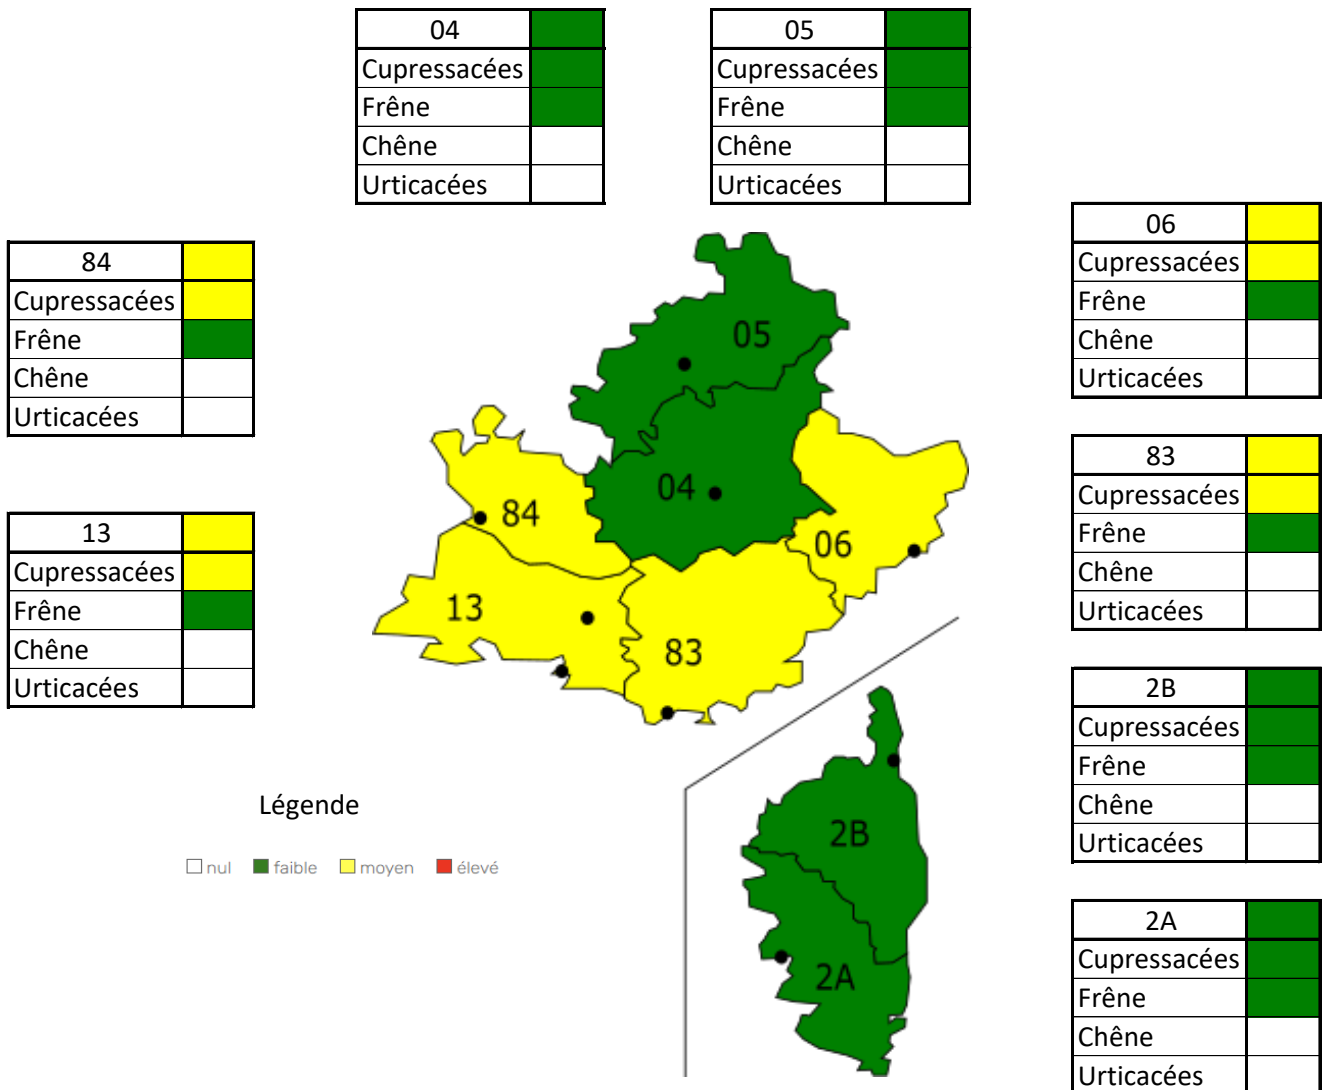 04
Cupressacées
Frêne
Chêne
Urticacées
05
Cupressacées
Frêne
Chêne
Urticacées
84
Cupressacées
Frêne
Chêne
Urticacées
13
Cupressacées
Frêne
Chêne
Urticacées
06
Cupressacées
Frêne
Chêne
Urticacées
83
Cupressacées
Frêne
Chêne
Urticacées
2B
Cupressacées
Frêne
Chêne
Urticacées
2A
Cupressacées
Frêne
Chêne
Urticacées
05
04
84
06
13
83
2B
2A
Légende
nul faible moyen élevé